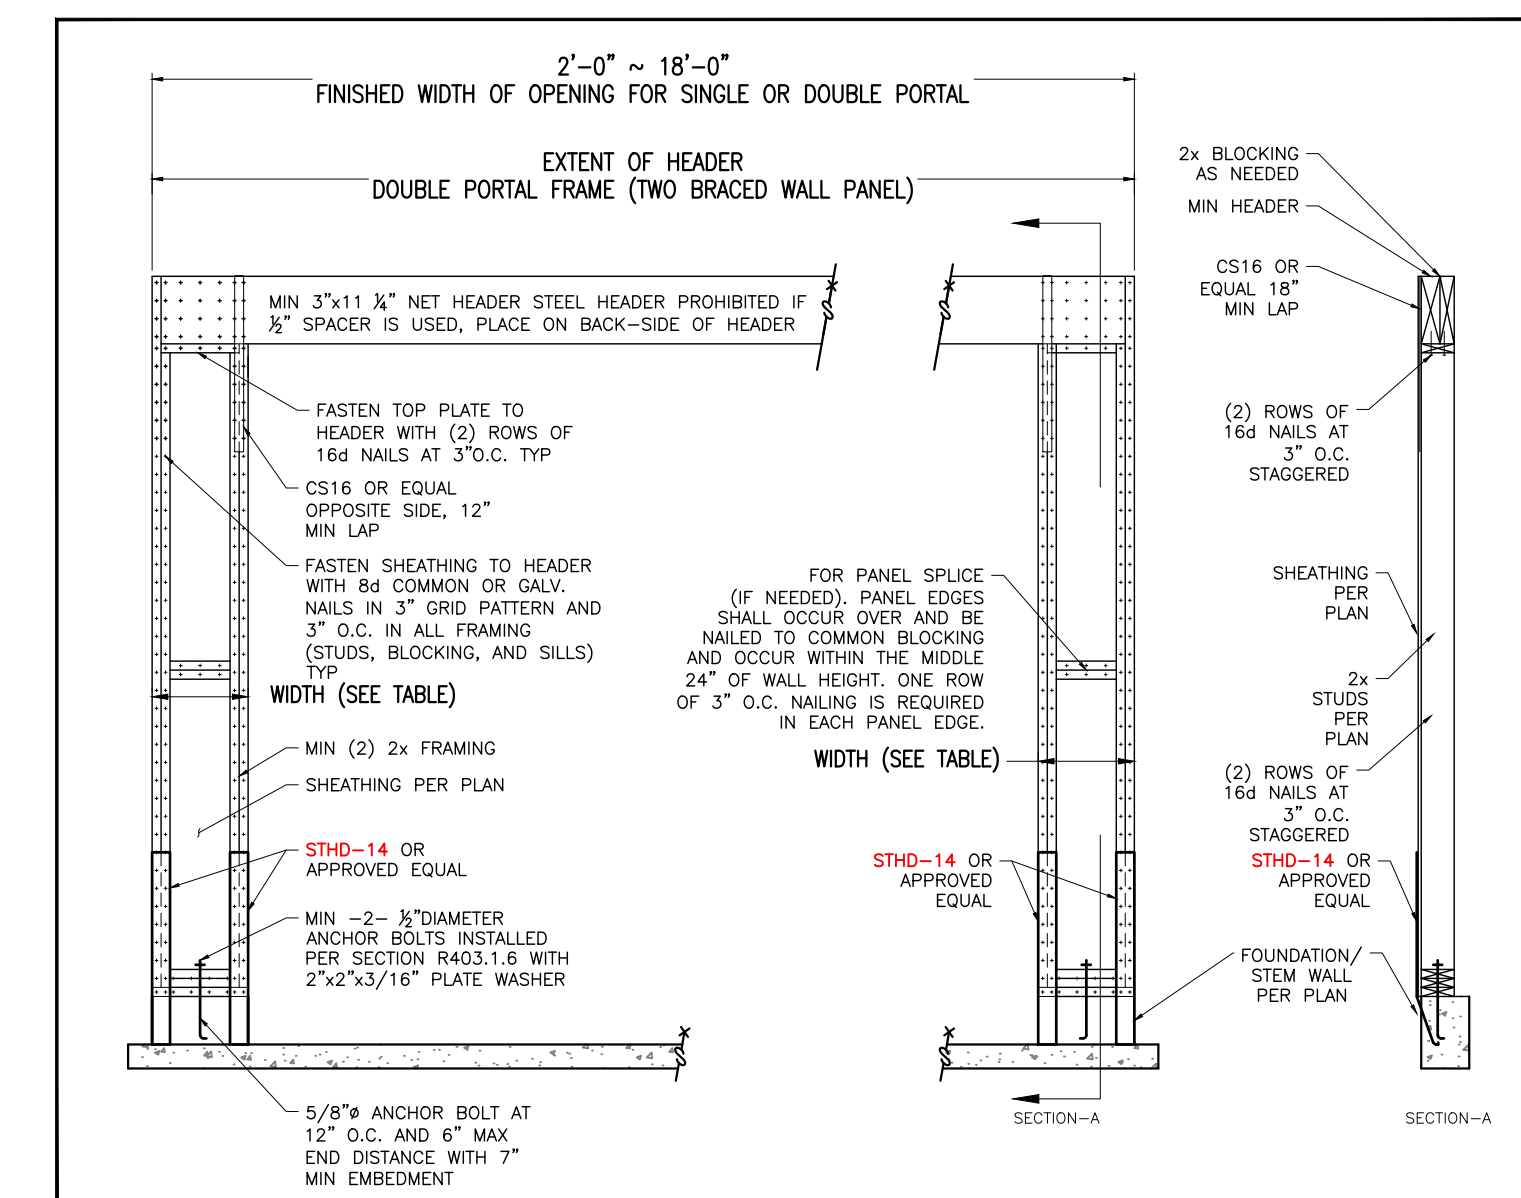 2'-0" ~ 18'-0"
FINISHED WIDTH OF OPENING FOR SINGLE OR DOUBLE PORTAL
EXTENT OF HEADER
DOUBLE PORTAL FRAME (TWO BRACED WALL PANEL)
MIN 3"x11 ¼" NET HEADER STEEL HEADER PROHIBITED IF
½" SPACER IS USED, PLACE ON BACK-SIDE OF HEADER
FASTEN TOP PLATE TO
HEADER WITH (2) ROWS OF
16d NAILS AT 3"O.C. TYP
CS16 OR EQUAL
OPPOSITE SIDE, 12"
MIN LAP
FASTEN SHEATHING TO HEADER
WITH 8d COMMON OR GALV.
NAILS IN 3" GRID PATTERN AND
3" O.C. IN ALL FRAMING
(STUDS, BLOCKING, AND SILLS)
TYP
WIDTH (SEE TABLE)
MIN (2) 2x FRAMING
SHEATHING PER PLAN
STHD-14 OR
APPROVED EQUAL
MIN -2- ½"DIAMETER
ANCHOR BOLTS INSTALLED
PER SECTION R403.1.6 WITH
2"x2"x3/16" PLATE WASHER
5/8"ø ANCHOR BOLT AT
12" O.C. AND 6" MAX
END DISTANCE WITH 7"
MIN EMBEDMENT
FOR PANEL SPLICE
(IF NEEDED). PANEL EDGES
SHALL OCCUR OVER AND BE
NAILED TO COMMON BLOCKING
AND OCCUR WITHIN THE MIDDLE
24" OF WALL HEIGHT. ONE ROW
OF 3" O.C. NAILING IS REQUIRED
IN EACH PANEL EDGE.
WIDTH (SEE TABLE)
STHD-14 OR
APPROVED
EQUAL
SECTION-A
2x BLOCKING
AS NEEDED
MIN HEADER
CS16 OR
EQUAL 18"
MIN LAP
(2) ROWS OF
16d NAILS AT
3" O.C.
STAGGERED
SHEATHING
PER
PLAN
2x
STUDS
PER
PLAN
(2) ROWS OF
16d NAILS AT
3" O.C.
STAGGERED
STHD-14 OR
APPROVED
EQUAL
FOUNDATION/
STEM WALL
PER PLAN
SECTION-A